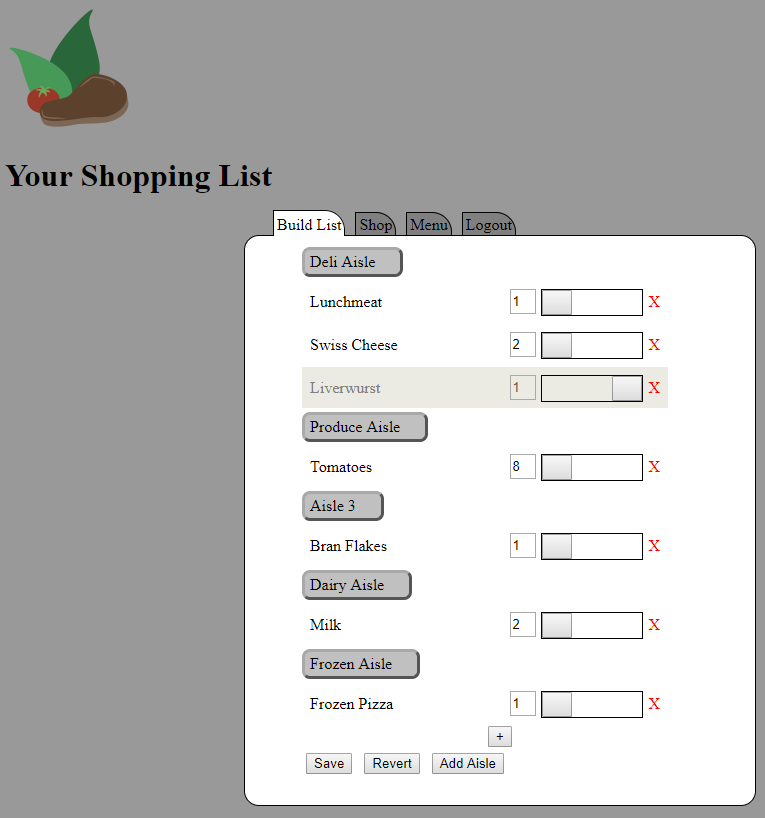 Your Shopping List
Build List Shop Menu Logout
Deli Aisle
Lunchmeat 1 X
Swiss Cheese 2 X
Liverwurst 1 X
Produce Aisle
Tomatoes 8 X
Aisle 3
Bran Flakes 1 X
Dairy Aisle
Milk 2 X
Frozen Aisle
Frozen Pizza 1 X
+
Save Revert Add Aisle